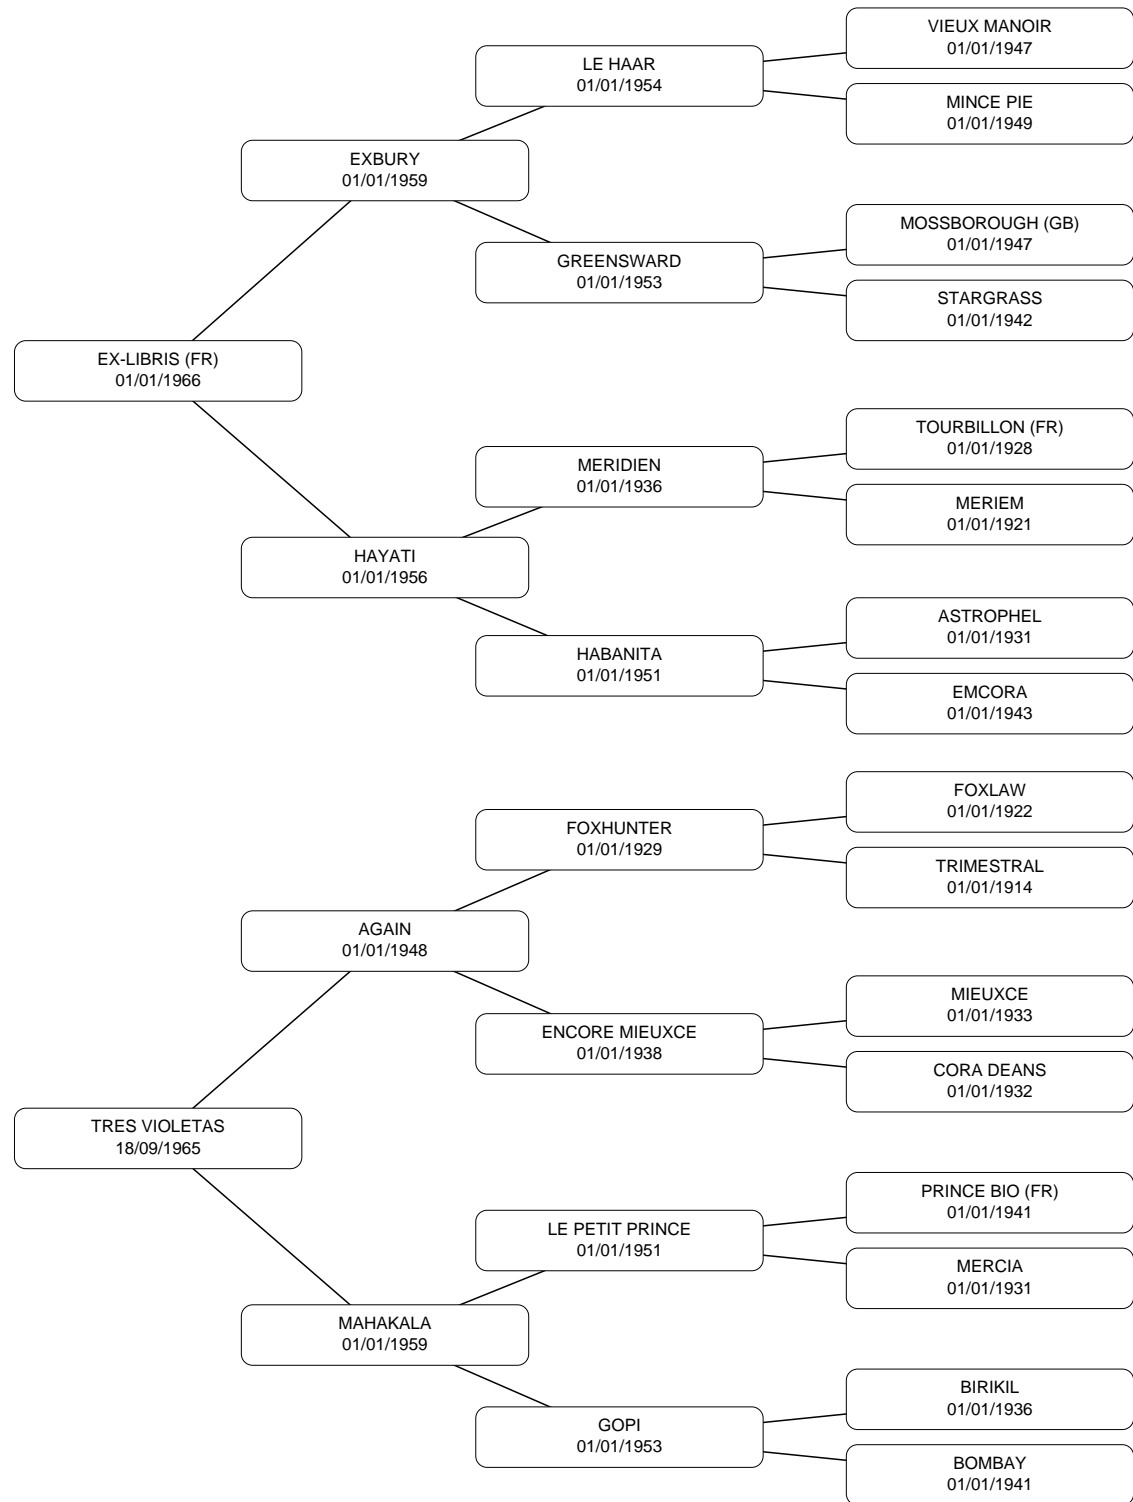 VIEUX MANOIR
01/01/1947
LE HAAR
01/01/1954
MINCE PIE
01/01/1949
EXBURY
01/01/1959
MOSSBOROUGH (GB)
01/01/1947
GREENSWARD
01/01/1953
STARGRASS
01/01/1942
EX-LIBRIS (FR)
01/01/1966
TOURBILLON (FR)
01/01/1928
MERIDIEN
01/01/1936
MERIEM
01/01/1921
HAYATI
01/01/1956
ASTROPHEL
01/01/1931
HABANITA
01/01/1951
EMCORA
01/01/1943
FOXLAW
01/01/1922
FOXHUNTER
01/01/1929
TRIMESTRAL
01/01/1914
AGAIN
01/01/1948
MIEUXCE
01/01/1933
ENCORE MIEUXCE
01/01/1938
CORA DEANS
01/01/1932
TRES VIOLETAS
18/09/1965
PRINCE BIO (FR)
01/01/1941
LE PETIT PRINCE
01/01/1951
MERCIA
01/01/1931
MAHAKALA
01/01/1959
BIRIKIL
01/01/1936
GOPI
01/01/1953
BOMBAY
01/01/1941